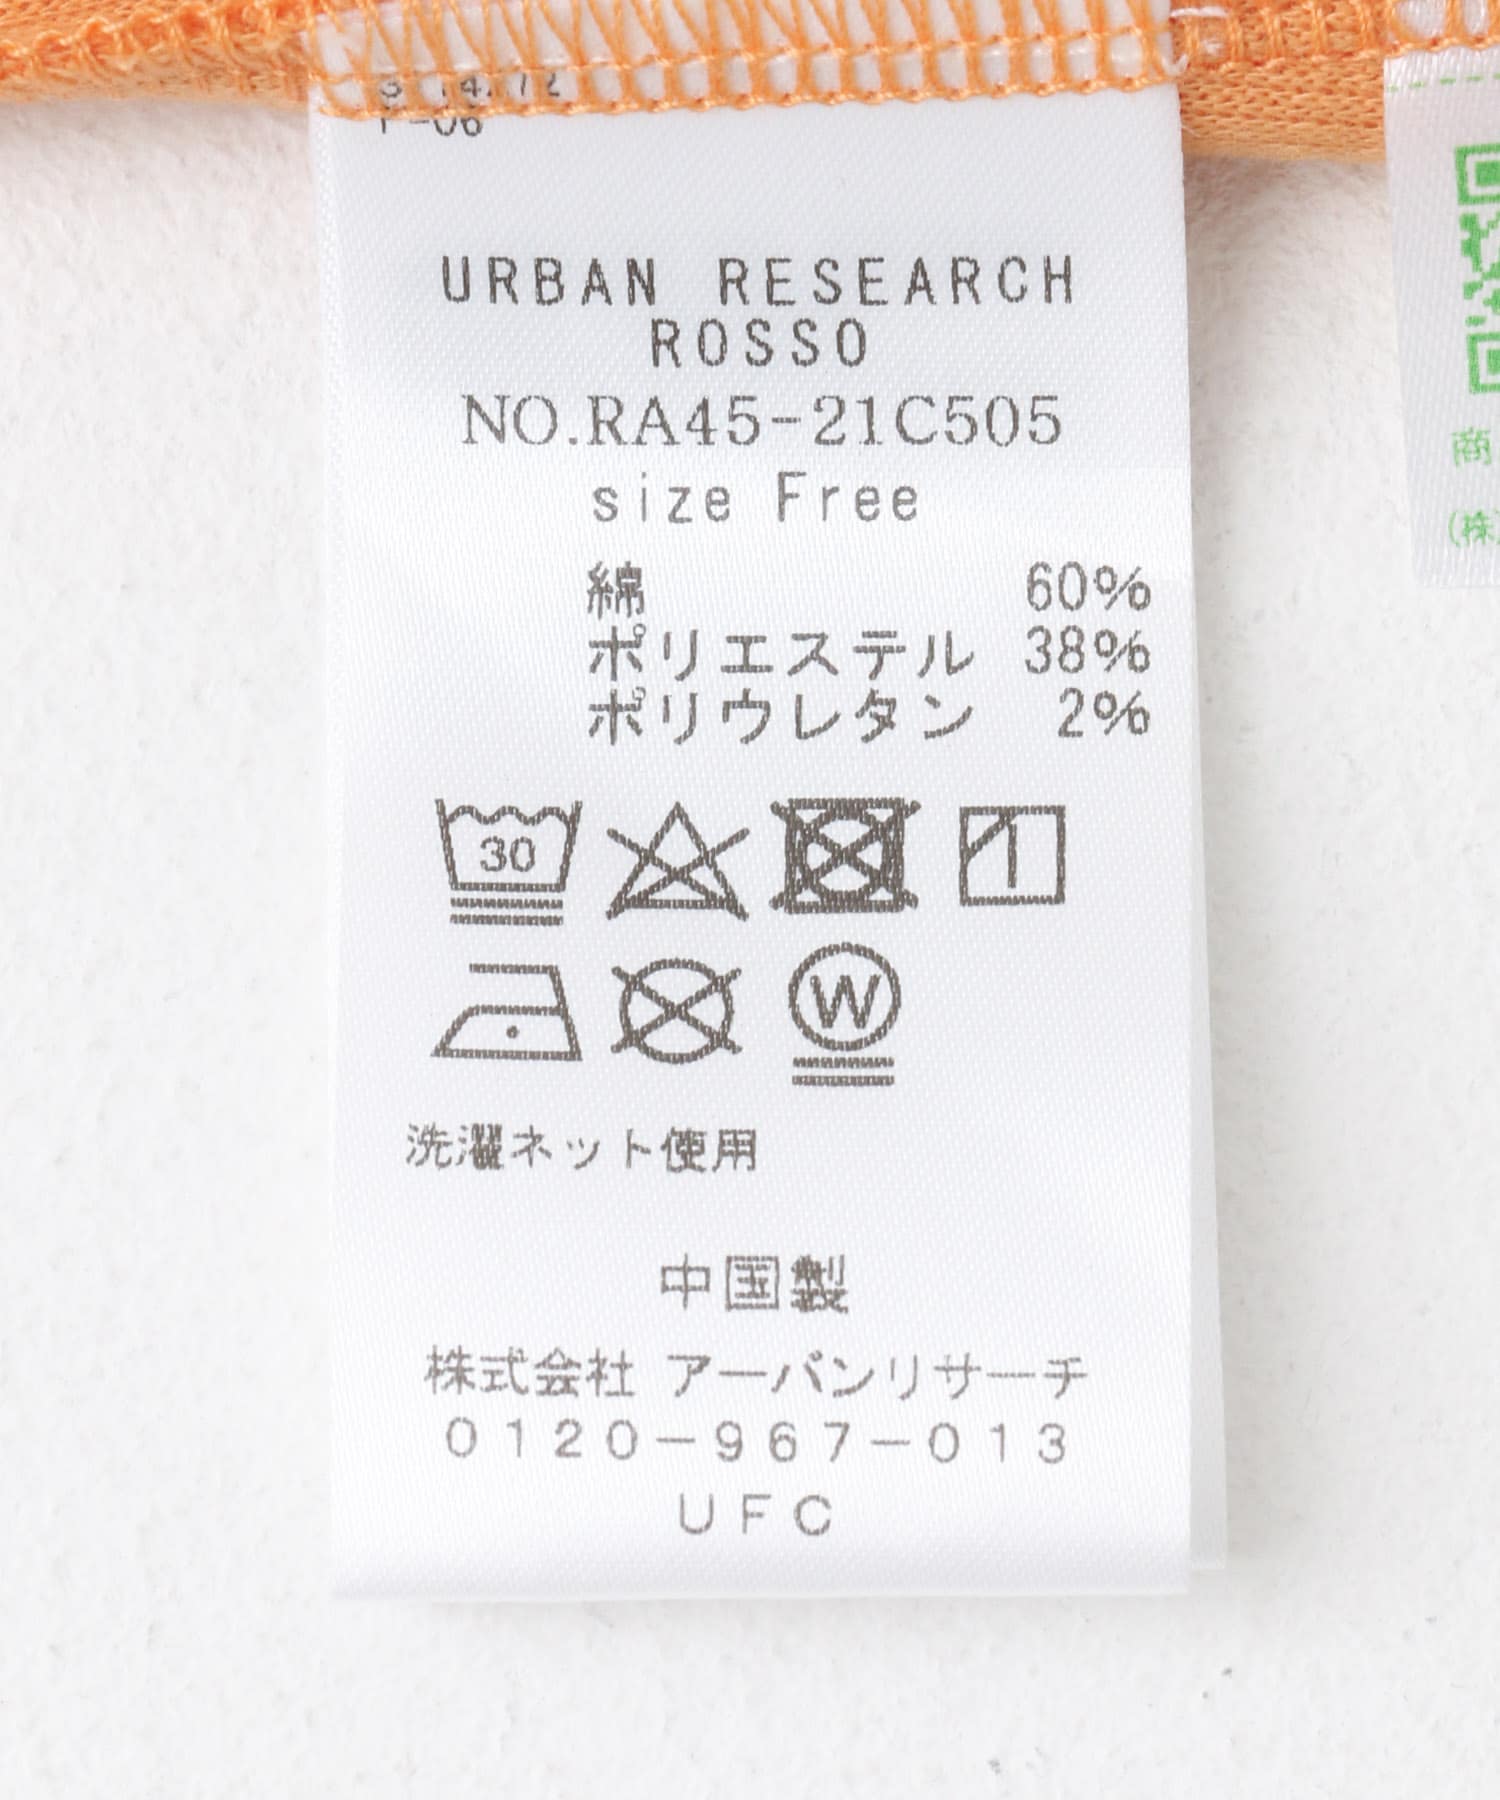 URBAN RESEARCH
ROSSO
NO.RA45-21C505
size Free
綿 60%
ポリエステル 38%
ポリウレタン 2%
30
W
洗濯ネット使用
中国製
株式会社 アーバンリサーチ
0120-967-013
UFC
商
(株)